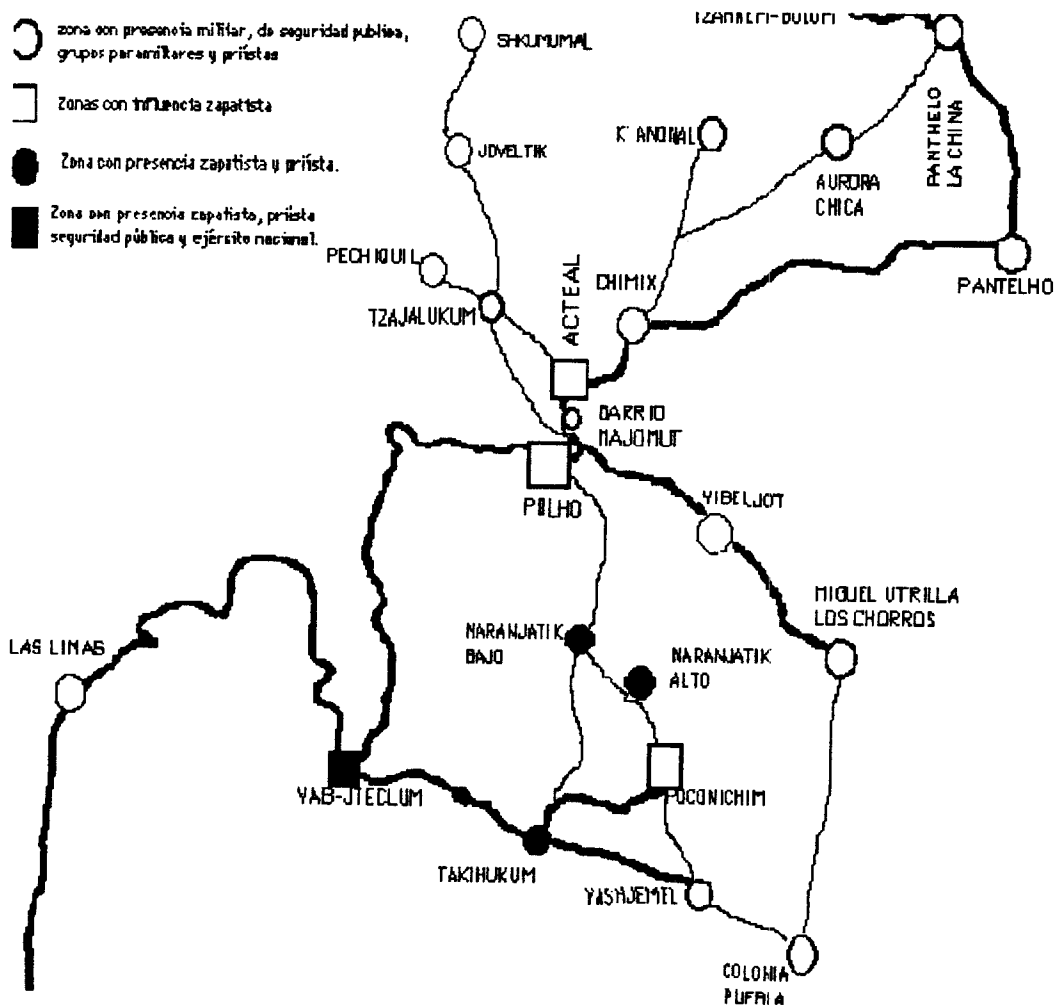 zona con presencia militar, de seguridad publica,
grupos paramilitares y priístas
Zonas con influencia zapatista
Zona con presencia zapatista y priísta.
Zona con presencia zapatista, priísta
seguridad pública y ejército nacional.
SHKUMUMAL
JOVELTIK
K'ANONAL
AURORA
CHICA
PANTHELO
LA CHINA
PECHIQUIL
TZAJALUKUM
ACTEAL
CHIMIX
PANTELHO
BARRIO
MAJOMUT
POLHO
YIBELJOT
MIGUEL UTRILLA
LOS CHORROS
LAS LIMAS
NARANJATIK
BAJO
NARANJATIK
ALTO
YAB-JTECLUM
POCONICHIM
TAKIHUKUM
YASHJEMEL
COLONIA
PUEBLA